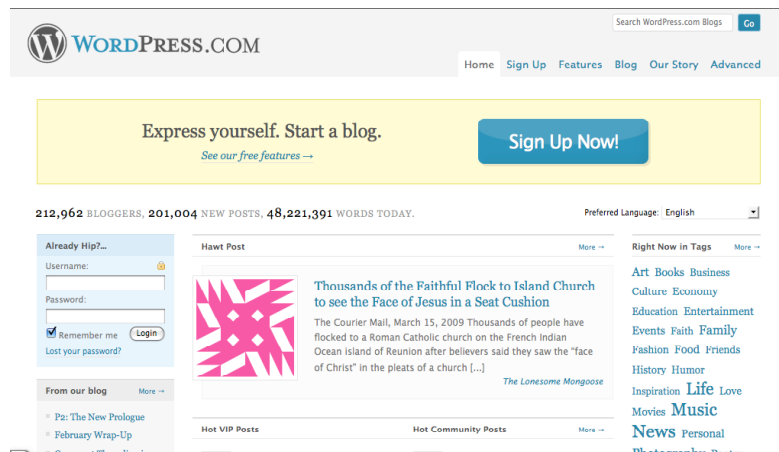 WORDPRESS.COM
Search WordPress.com Blogs Go
Home Sign Up Features Blog Our Story Advanced
Express yourself. Start a blog.
See our free features →
Sign Up Now!
212,962 BLOGGERS, 201,004 NEW POSTS, 48,221,391 WORDS TODAY.
Preferred Language: English
Already Hip?...
Username:
Password:
Remember me Login
Lost your password?
From our blog More →
P2: The New Prologue
February Wrap-Up
Hawt Post More →
Thousands of the Faithful Flock to Island Church
to see the Face of Jesus in a Seat Cushion
The Courier Mail, March 15, 2009 Thousands of people have
flocked to a Roman Catholic church on the French Indian
Ocean island of Reunion after believers said they saw the "face
of Christ" in the pleats of a church [...]
The Lonesome Mongoose
Hot VIP Posts
Hot Community Posts More →
Right Now in Tags More →
Art Books Business
Culture Economy
Education Entertainment
Events Faith Family
Fashion Food Friends
History Humor
Inspiration Life Love
Movies Music
News Personal